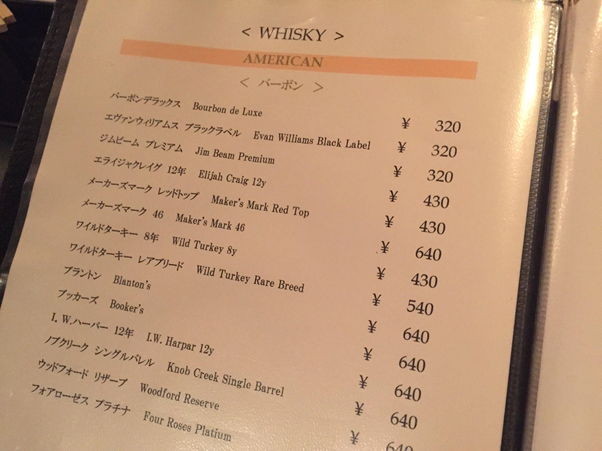 < WHISKY >
AMERICAN
< バーボン >
バーボンデラックス Bourbon de Luxe ¥ 320
エヴァンウィリアムス ブラックラベル Evan Williams Black Label ¥ 320
ジムビーム プレミアム Jim Beam Premium ¥ 320
エライジャクレイグ 12年 Elijah Craig 12y ¥ 430
メーカーズマーク レッドトップ Maker's Mark Red Top ¥ 430
メーカーズマーク 46 Maker's Mark 46 ¥ 640
ワイルドターキー 8年 Wild Turkey 8y ¥ 430
ワイルドターキー レアブリード Wild Turkey Rare Breed ¥ 540
ブラントン Blanton's ¥ 640
ブッカーズ Booker's ¥ 640
I. W.ハーパー 12年 I.W. Harpar 12y ¥ 640
ノブクリーク シングルバレル Knob Creek Single Barrel ¥ 640
ウッドフォード リザーブ Woodford Reserve ¥ 640
フォアローゼス プラチナ Four Roses Platium